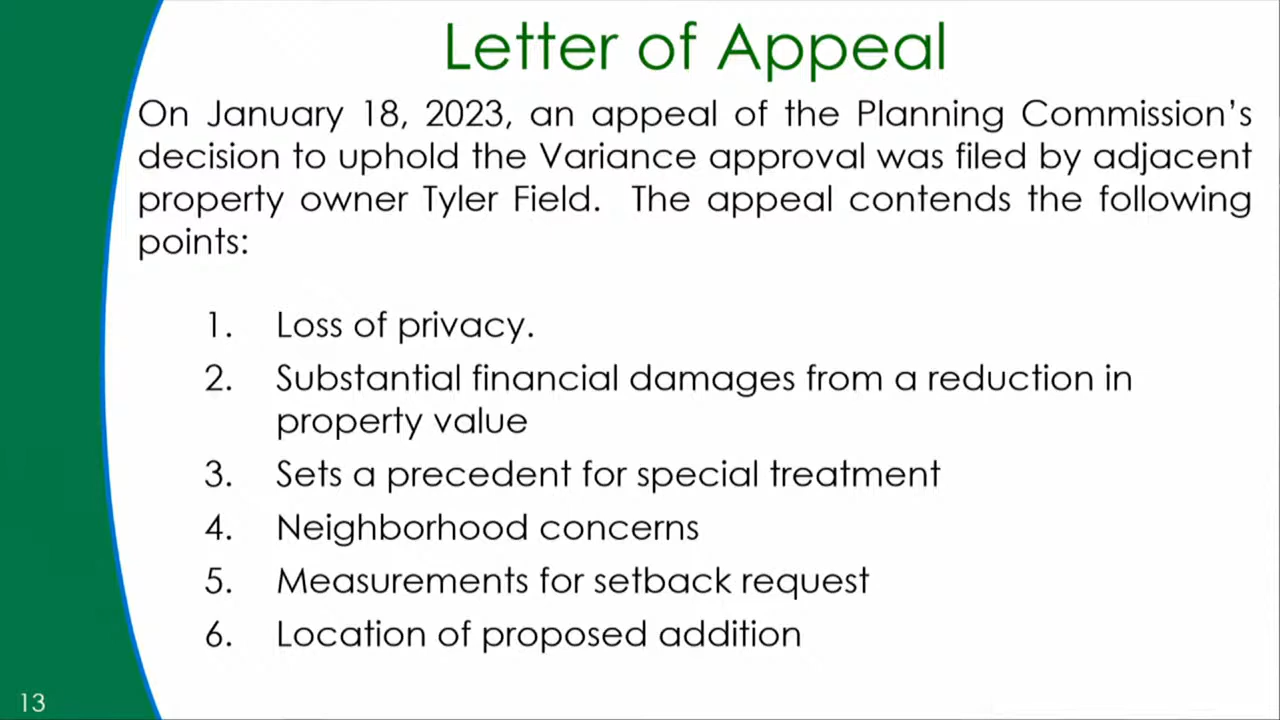 Letter of Appeal
On January 18, 2023, an appeal of the Planning Commission’s
decision to uphold the Variance approval was filed by adjacent
property owner Tyler Field. The appeal contends the following
points:
1. Loss of privacy.
2. Substantial financial damages from a reduction in
property value
3. Sets a precedent for special treatment
4. Neighborhood concerns
5. Measurements for setback request
6. Location of proposed addition
13